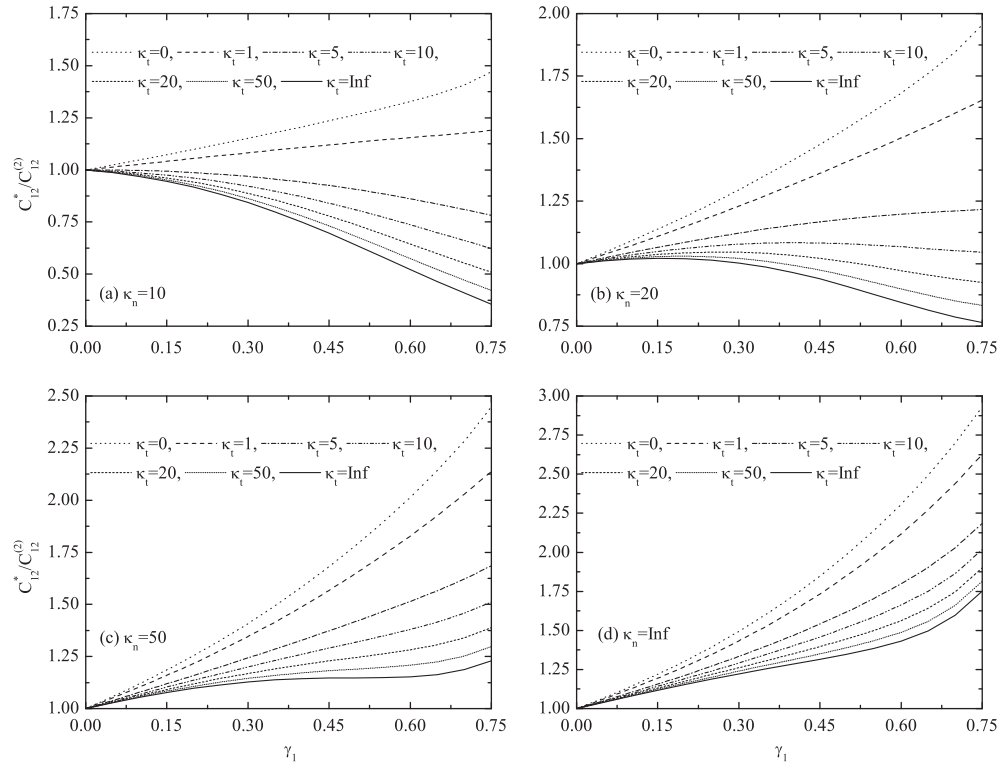 1.75
1.50
1.25
1.00
0.75
0.50
0.25
C*12/C(2)12
κt=0, κt=1, κt=5, κt=10,
κt=20, κt=50, κt=Inf
(a) κn=10
0.00 0.15 0.30 0.45 0.60 0.75
2.00
1.75
1.50
1.25
1.00
0.75
κt=0, κt=1, κt=5, κt=10,
κt=20, κt=50, κt=Inf
(b) κn=20
0.00 0.15 0.30 0.45 0.60 0.75
2.50
2.25
2.00
1.75
1.50
1.25
1.00
C*12/C(2)12
κt=0, κt=1, κt=5, κt=10,
κt=20, κt=50, κt=Inf
(c) κn=50
0.00 0.15 0.30 0.45 0.60 0.75
γ1
3.00
2.75
2.50
2.25
2.00
1.75
1.50
1.25
1.00
κt=0, κt=1, κt=5, κt=10,
κt=20, κt=50, κt=Inf
(d) κn=Inf
0.00 0.15 0.30 0.45 0.60 0.75
γ1